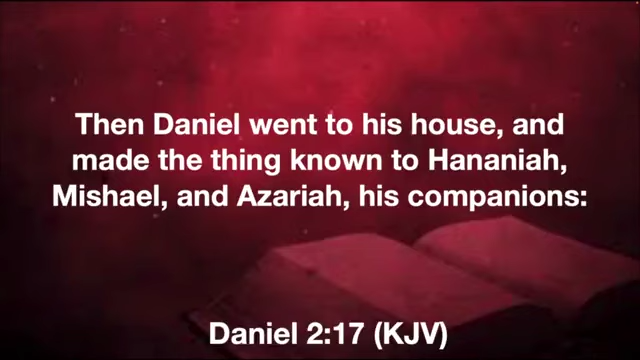 Then Daniel went to his house, and
made the thing known to Hananiah,
Mishael, and Azariah, his companions:
Daniel 2:17 (KJV)